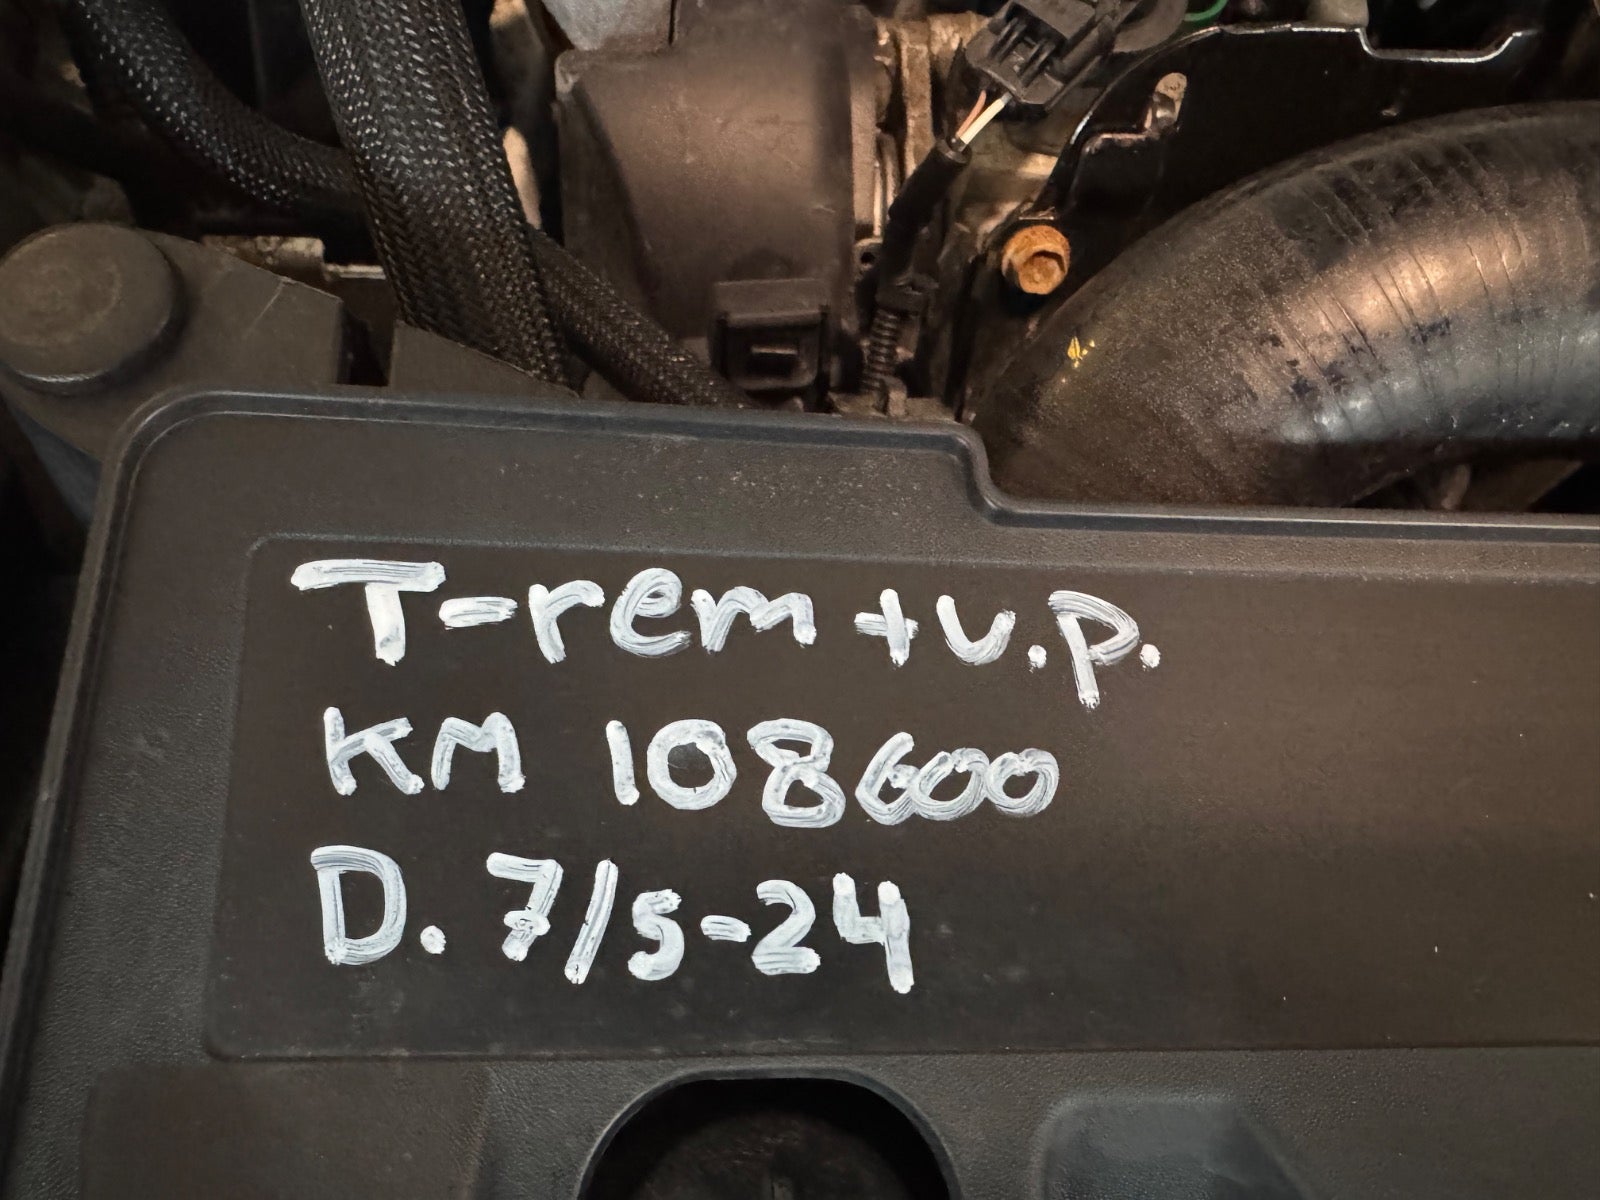 T-rem + v.p.
KM 108600
D. 7/5-24